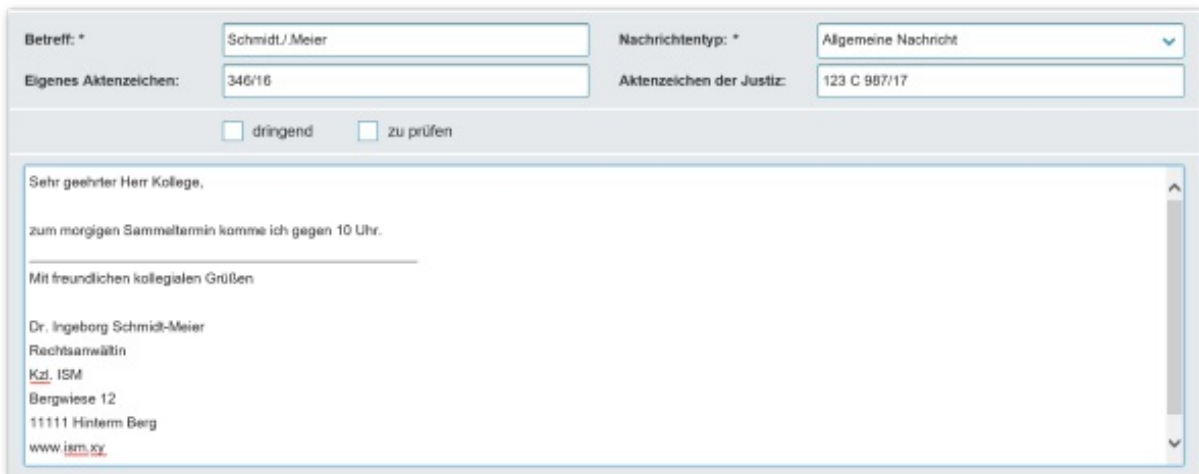 Betreff: * Schmidt./.Meier Nachrichtentyp: * Allgemeine Nachricht
Eigenes Aktenzeichen: 346/16 Aktenzeichen der Justiz: 123 C 987/17
dringend zu prüfen
Sehr geehrter Herr Kollege,
zum morgigen Sammeltermin komme ich gegen 10 Uhr.
Mit freundlichen kollegialen Grüßen
Dr. Ingeborg Schmidt-Meier
Rechtsanwältin
Kzl. ISM
Bergwiese 12
11111 Hinterm Berg
www.ism.xy